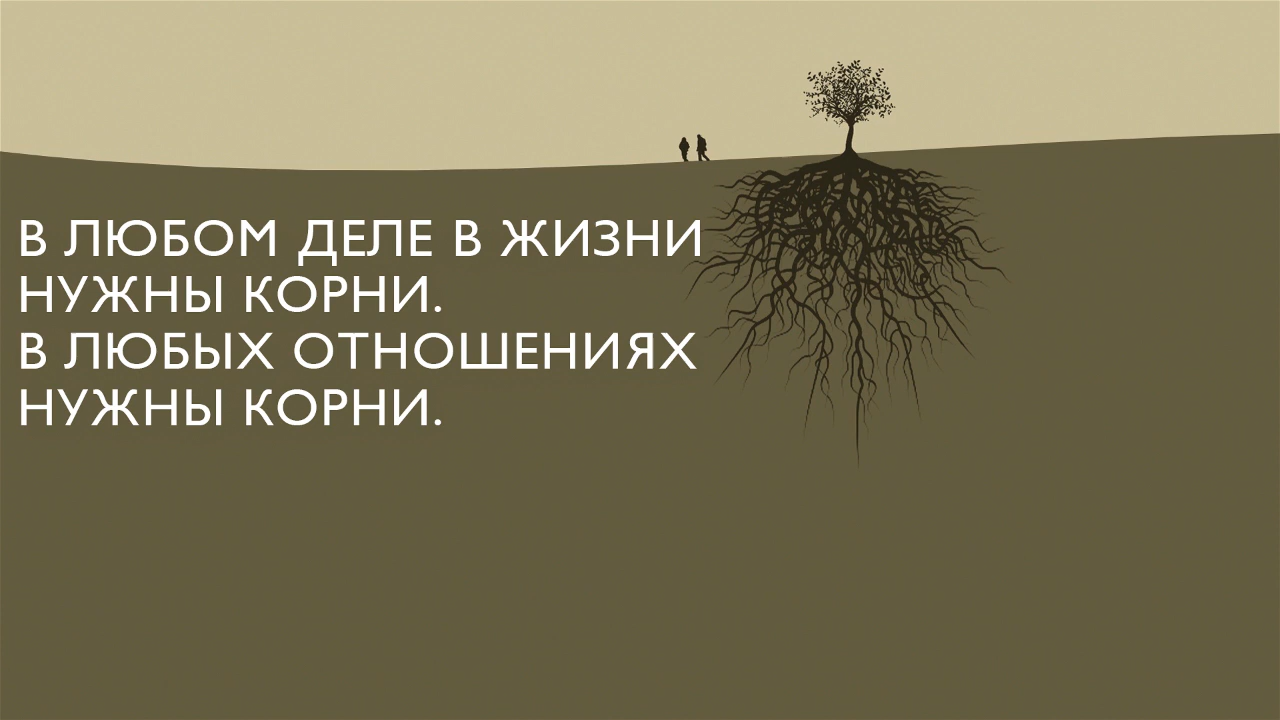 В ЛЮБОМ ДЕЛЕ В ЖИЗНИ
НУЖНЫ КОРНИ.
В ЛЮБЫХ ОТНОШЕНИЯХ
НУЖНЫ КОРНИ.